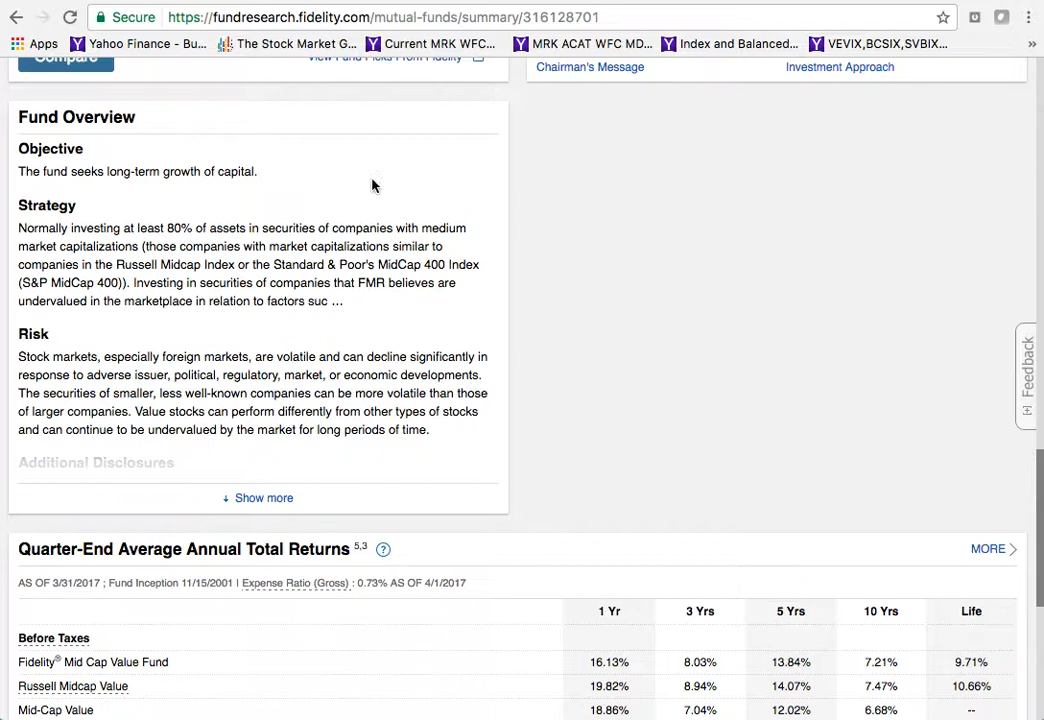 Secure https://fundresearch.fidelity.com/mutual-funds/summary/316128701
Apps Yahoo Finance - Bu... The Stock Market G... Current MRK WFC... MRK ACAT WFC MD... Index and Balanced... VEVIX,BCSIX,SVBIX... »
Compare View Fund Picks From Fidelity
Chairman's Message Investment Approach
Fund Overview
Objective
The fund seeks long-term growth of capital.
Strategy
Normally investing at least 80% of assets in securities of companies with medium
market capitalizations (those companies with market capitalizations similar to
companies in the Russell Midcap Index or the Standard & Poor's MidCap 400 Index
(S&P MidCap 400)). Investing in securities of companies that FMR believes are
undervalued in the marketplace in relation to factors suc ...
Risk
Stock markets, especially foreign markets, are volatile and can decline significantly in
response to adverse issuer, political, regulatory, market, or economic developments.
The securities of smaller, less well-known companies can be more volatile than those
of larger companies. Value stocks can perform differently from other types of stocks
and can continue to be undervalued by the market for long periods of time.
Additional Disclosures
↓ Show more
Feedback
Quarter-End Average Annual Total Returns 5,3 ? MORE
AS OF 3/31/2017 ; Fund Inception 11/15/2001 | Expense Ratio (Gross) : 0.73% AS OF 4/1/2017
1 Yr 3 Yrs 5 Yrs 10 Yrs Life
Before Taxes
Fidelity® Mid Cap Value Fund 16.13% 8.03% 13.84% 7.21% 9.71%
Russell Midcap Value 19.82% 8.94% 14.07% 7.47% 10.66%
Mid-Cap Value 18.86% 7.04% 12.02% 6.68% --